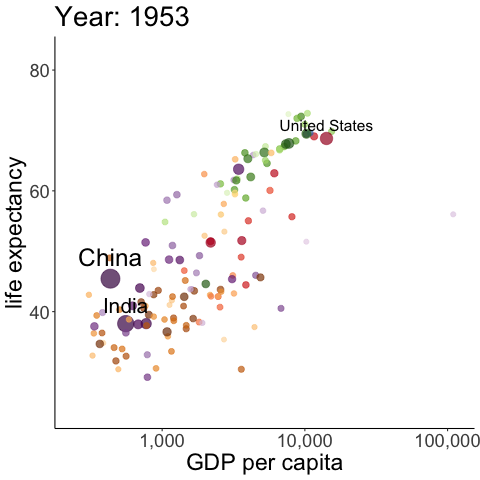 Year: 1953
80
60
40
life expectancy
United States
China
India
1,000 10,000 100,000
GDP per capita